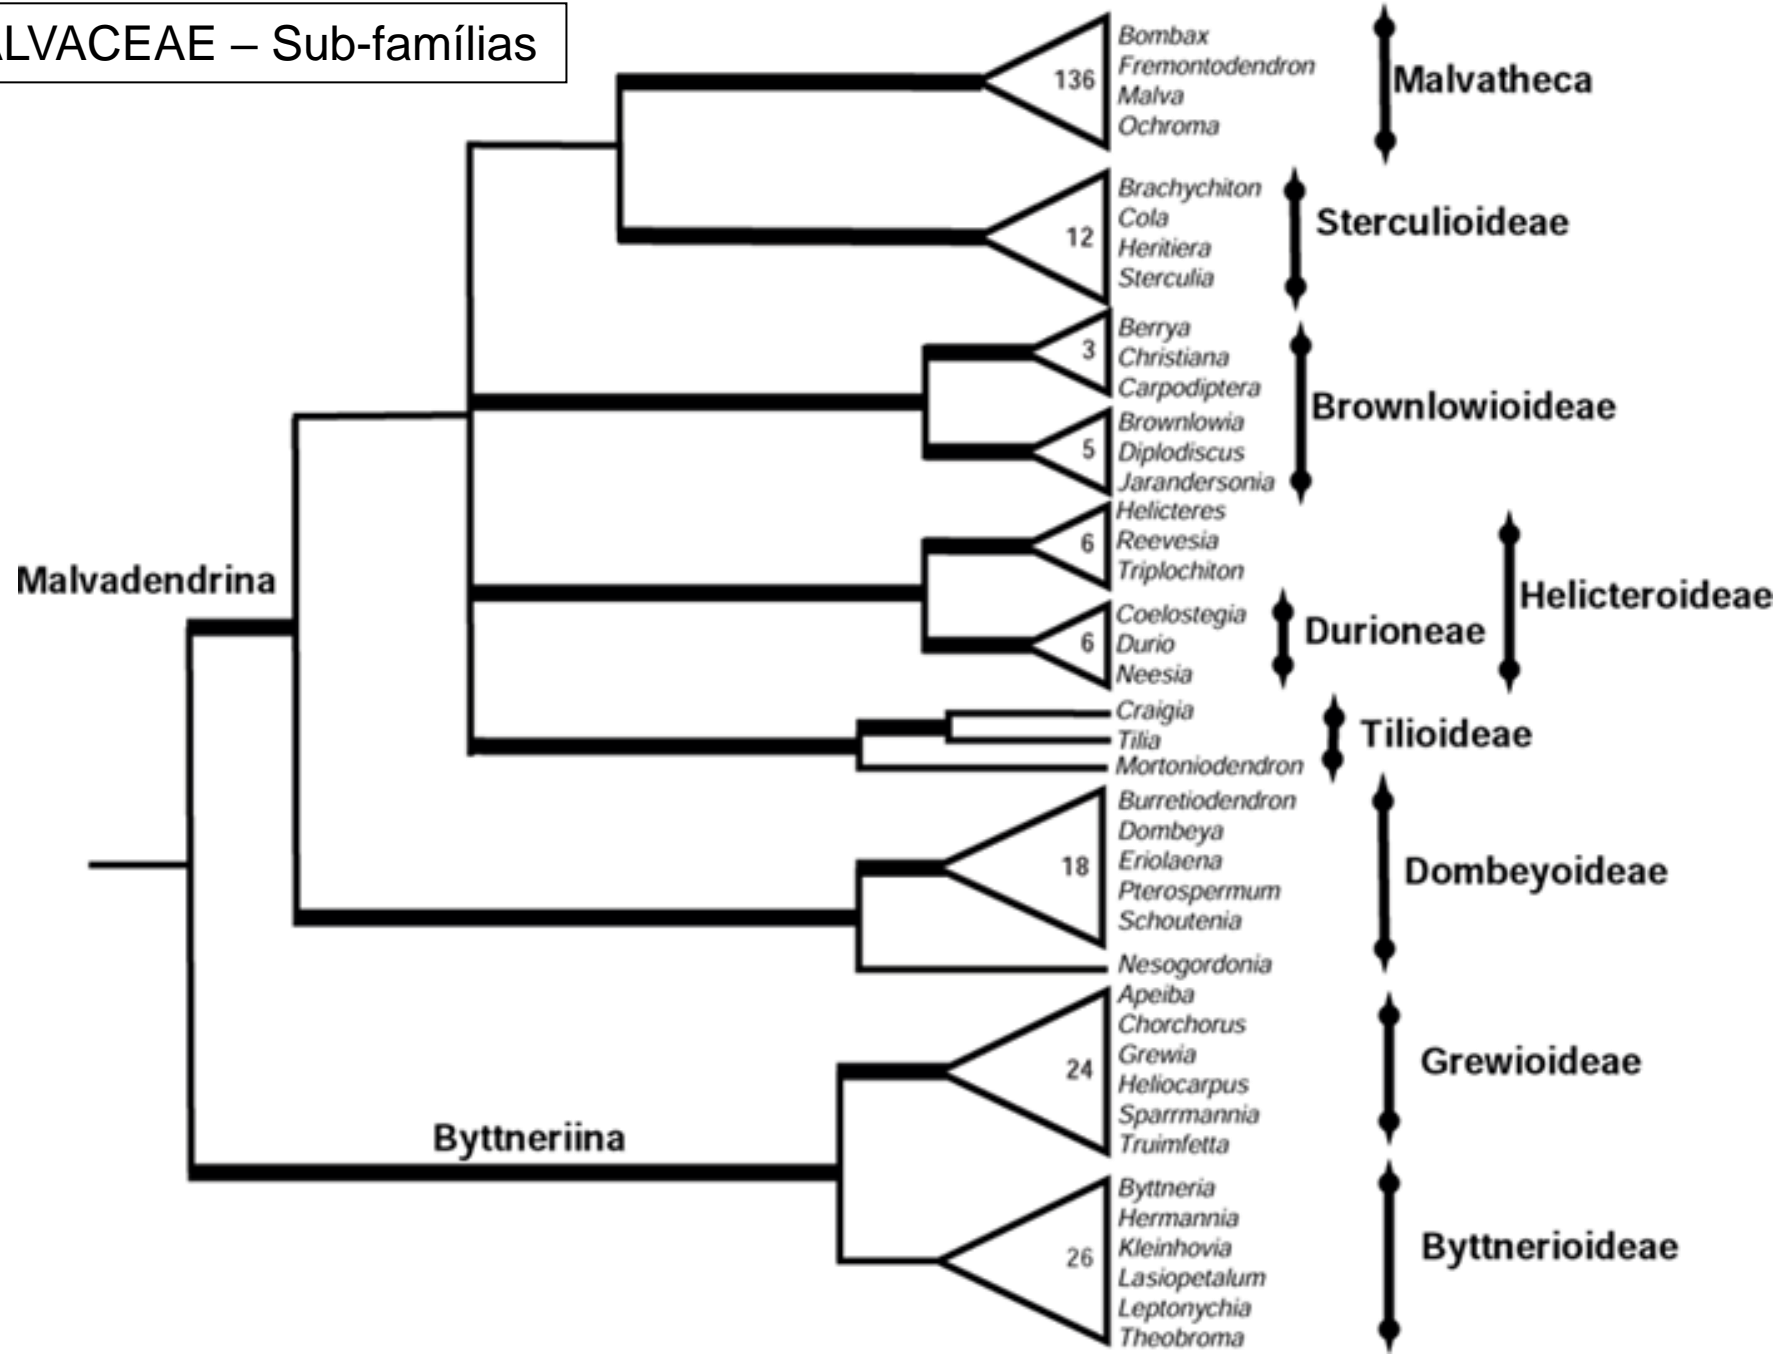 ALVACEAE – Sub-famílias
136
Bombax
Fremontodendron
Malva
Ochroma
Malvatheca
12
Brachychiton
Cola
Heritiera
Sterculia
Sterculioideae
3
Berrya
Christiana
Carpodiptera
5
Brownlowia
Diplodiscus
Jarandersonia
Brownlowioideae
6
Helicteres
Reevesia
Triplochiton
6
Coelostegia
Durio
Neesia
Durioneae
Helicteroideae
Malvadendrina
Craigia
Tilia
Mortoniodendron
Tilioideae
18
Burretiodendron
Dombeya
Eriolaena
Pterospermum
Schoutenia
Nesogordonia
Dombeyoideae
24
Apeiba
Chorchorus
Grewia
Heliocarpus
Sparrmannia
Truimfetta
Grewioideae
Byttneriina
26
Byttneria
Hermannia
Kleinhovia
Lasiopetalum
Leptonychia
Theobroma
Byttnerioideae